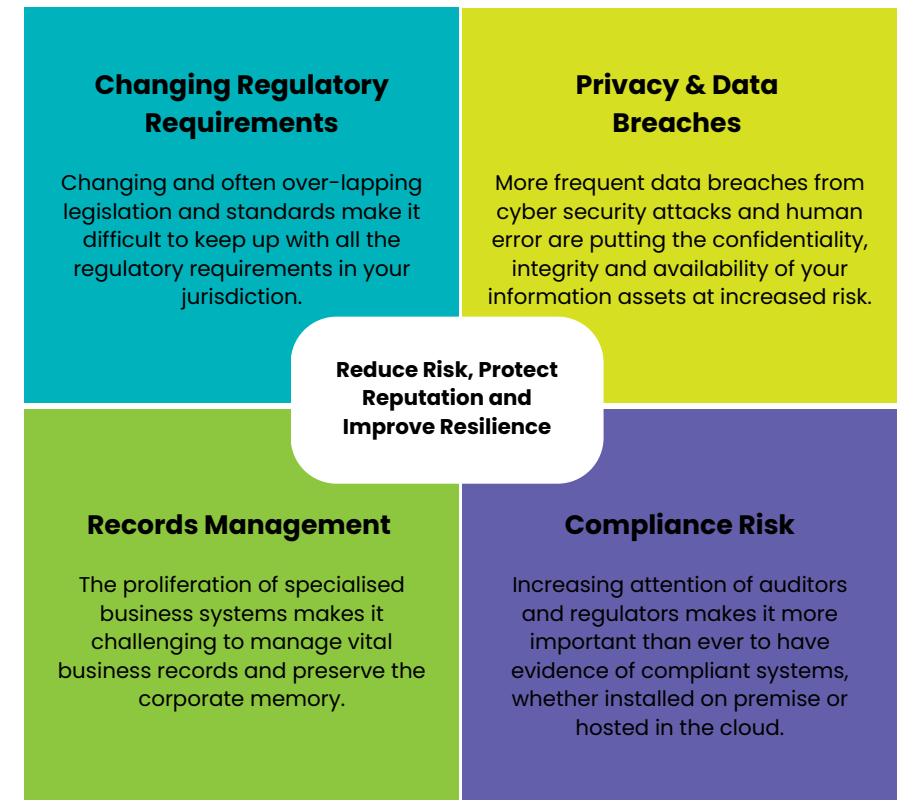 Changing Regulatory
Requirements
Changing and often over-lapping
legislation and standards make it
difficult to keep up with all the
regulatory requirements in your
jurisdiction.
Privacy & Data
Breaches
More frequent data breaches from
cyber security attacks and human
error are putting the confidentiality,
integrity and availability of your
information assets at increased risk.
Reduce Risk, Protect
Reputation and
Improve Resilience
Records Management
The proliferation of specialised
business systems makes it
challenging to manage vital
business records and preserve the
corporate memory.
Compliance Risk
Increasing attention of auditors
and regulators makes it more
important than ever to have
evidence of compliant systems,
whether installed on premise or
hosted in the cloud.